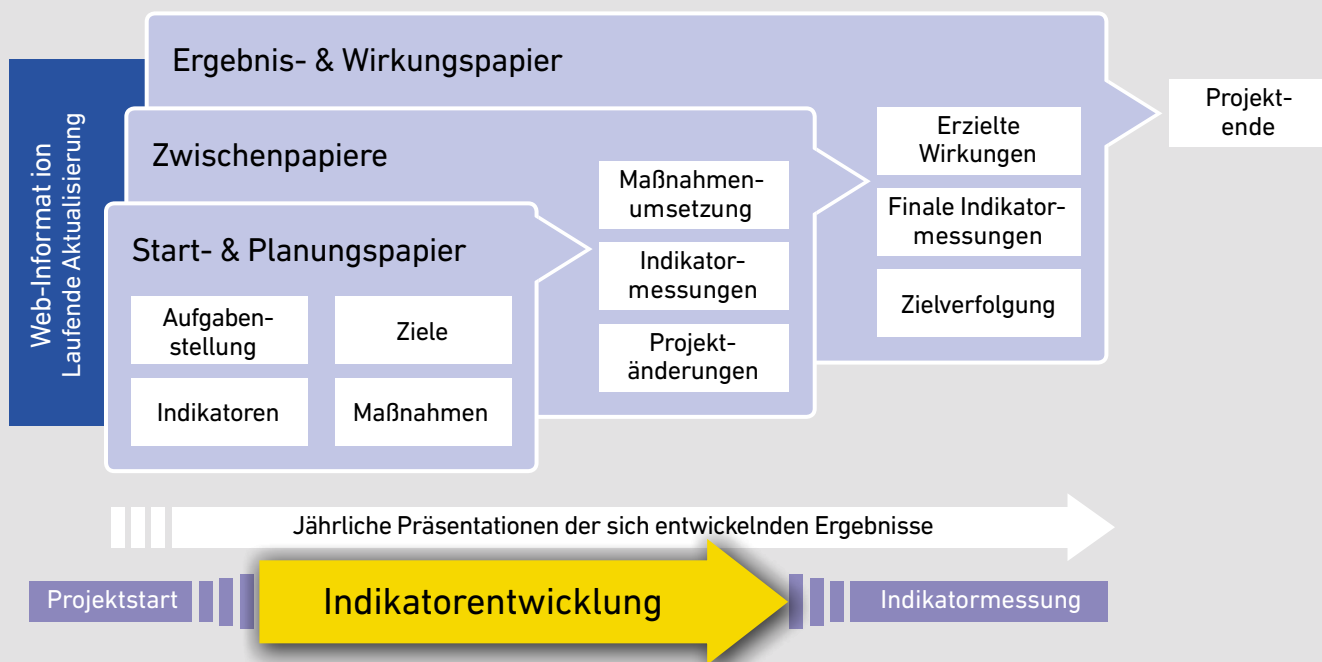 Web-Informat ion
Laufende Aktualisierung
Ergebnis- & Wirkungspapier
Zwischenpapiere
Start- & Planungspapier
Aufgaben-
stellung
Ziele
Indikatoren
Maßnahmen
Maßnahmen-
umsetzung
Indikator-
messungen
Projekt-
änderungen
Erzielte
Wirkungen
Finale Indikator-
messungen
Zielverfolgung
Projekt-
ende
Jährliche Präsentationen der sich entwickelnden Ergebnisse
Projektstart
Indikatorentwicklung
Indikatormessung